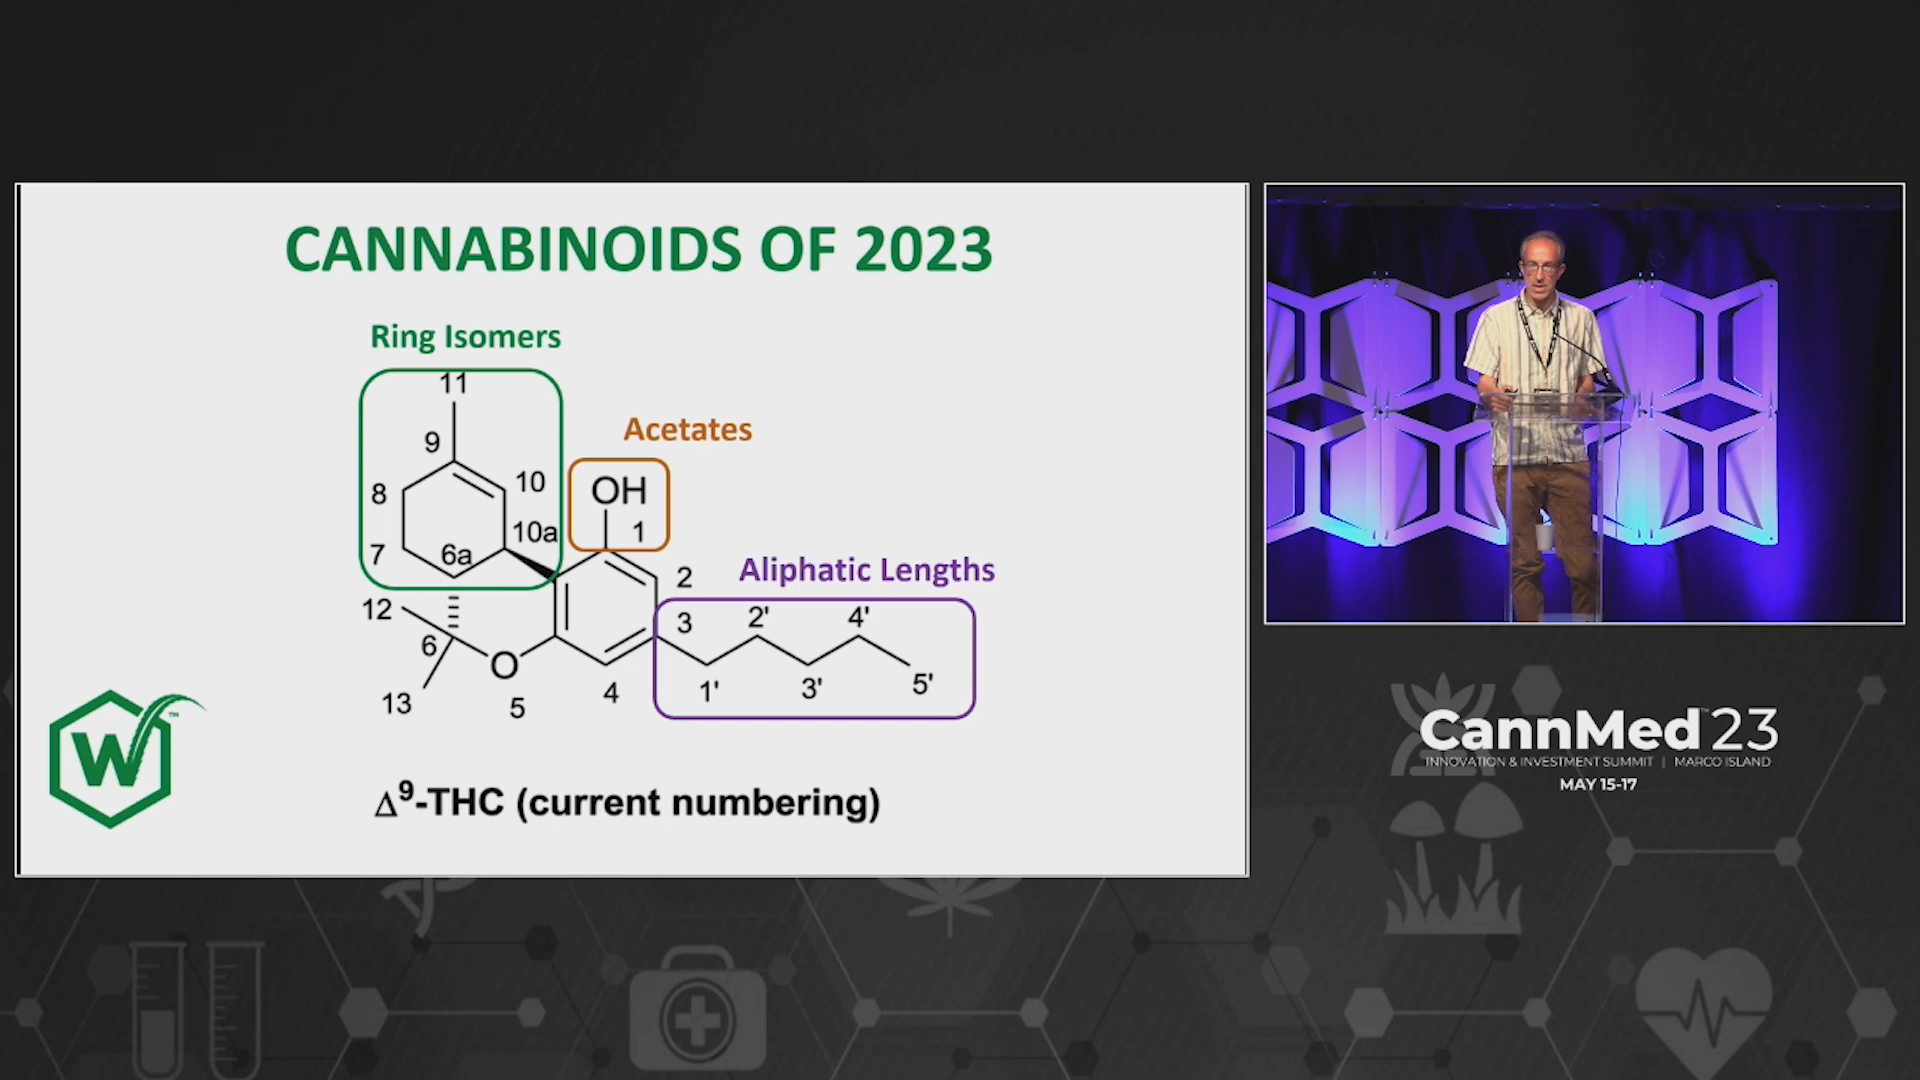 CANNABINOIDS OF 2023
Ring Isomers
11
9
8
10
10a
7
6a
Acetates
OH
1
Aliphatic Lengths
2
3
2'
4'
1'
3'
5'
12
6
O
13
5
4
W
™
Δ⁹-THC (current numbering)
CannMed™23
INNOVATION & INVESTMENT SUMMIT | MARCO ISLAND
MAY 15-17